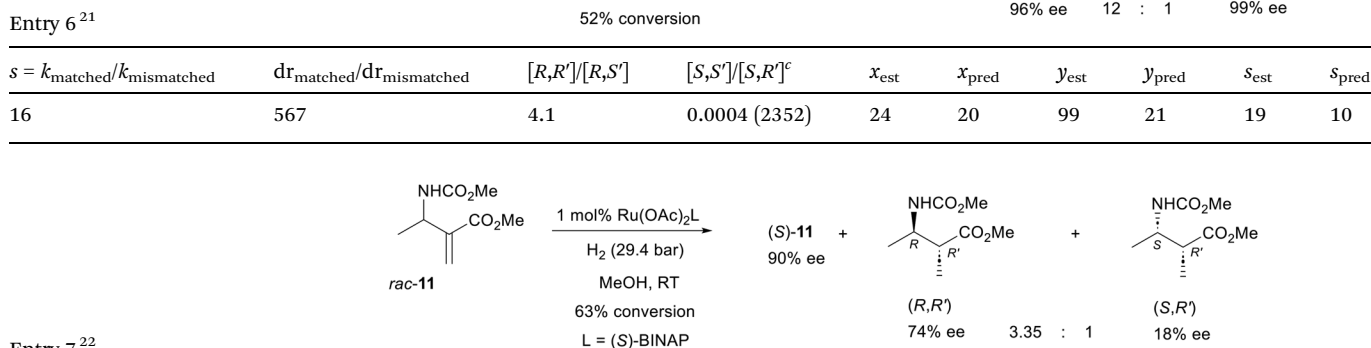 96% ee 12 : 1 99% ee
Entry 6 21 52% conversion
s = kmatched/kmismatched drmatched/drmismatched [R,R′]/[R,S′] [S,S′]/[S,R′]c xest xpred yest ypred sest spred
16 567 4.1 0.0004 (2352) 24 20 99 21 19 10
NHCO2Me
CO2Me
rac-11
1 mol% Ru(OAc)2L
H2 (29.4 bar)
MeOH, RT
63% conversion
L = (S)-BINAP
(S)-11 +
90% ee
NHCO2Me
CO2Me
R R'
(R,R′)
74% ee 3.35 : 1
+
NHCO2Me
CO2Me
S R'
(S,R′)
18% ee
Entry 7 22